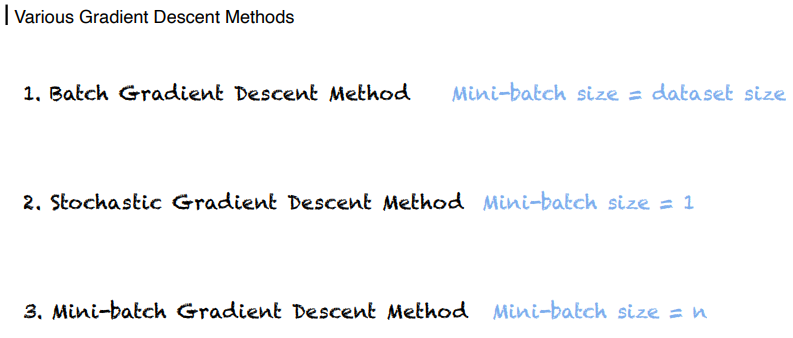 Various Gradient Descent Methods
1. Batch Gradient Descent Method Mini-batch size = dataset size
2. Stochastic Gradient Descent Method Mini-batch size = 1
3. Mini-batch Gradient Descent Method Mini-batch size = n